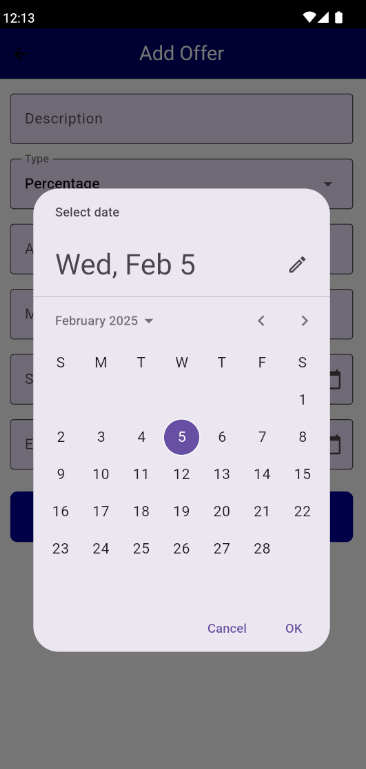 12:13
Add Offer
Description
Type
Percentage
Select date
Wed, Feb 5
February 2025
S M T W T F S
1
2 3 4 5 6 7 8
9 10 11 12 13 14 15
16 17 18 19 20 21 22
23 24 25 26 27 28
Cancel OK